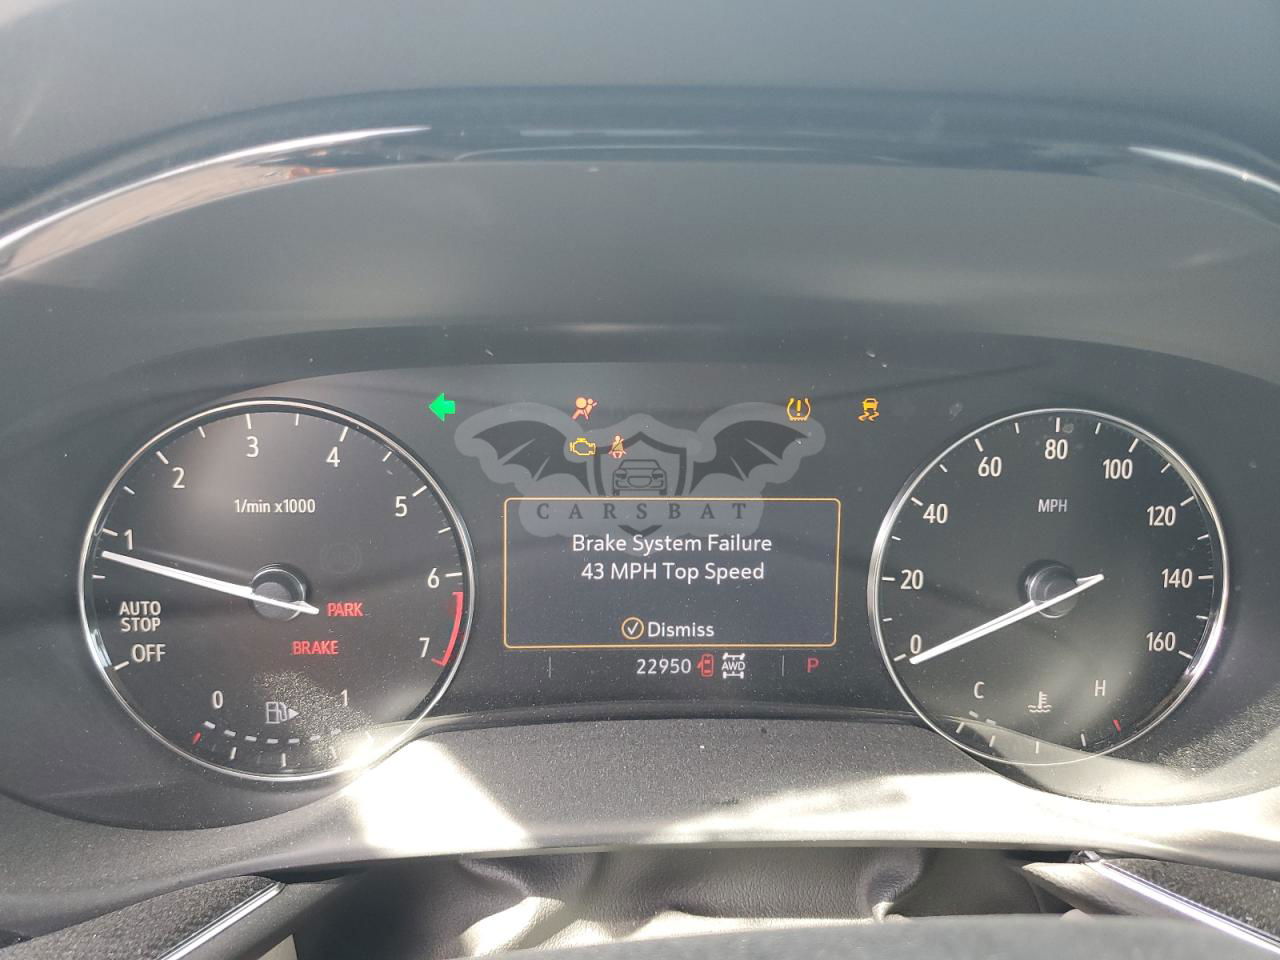 CARSBAT
1
2
3
4
5
6
7
1/min x1000
AUTO
STOP
OFF
PARK
BRAKE
0
1
Brake System Failure
43 MPH Top Speed
Dismiss
22950
AWD
P
0
20
40
60
80
100
120
140
160
MPH
C
H